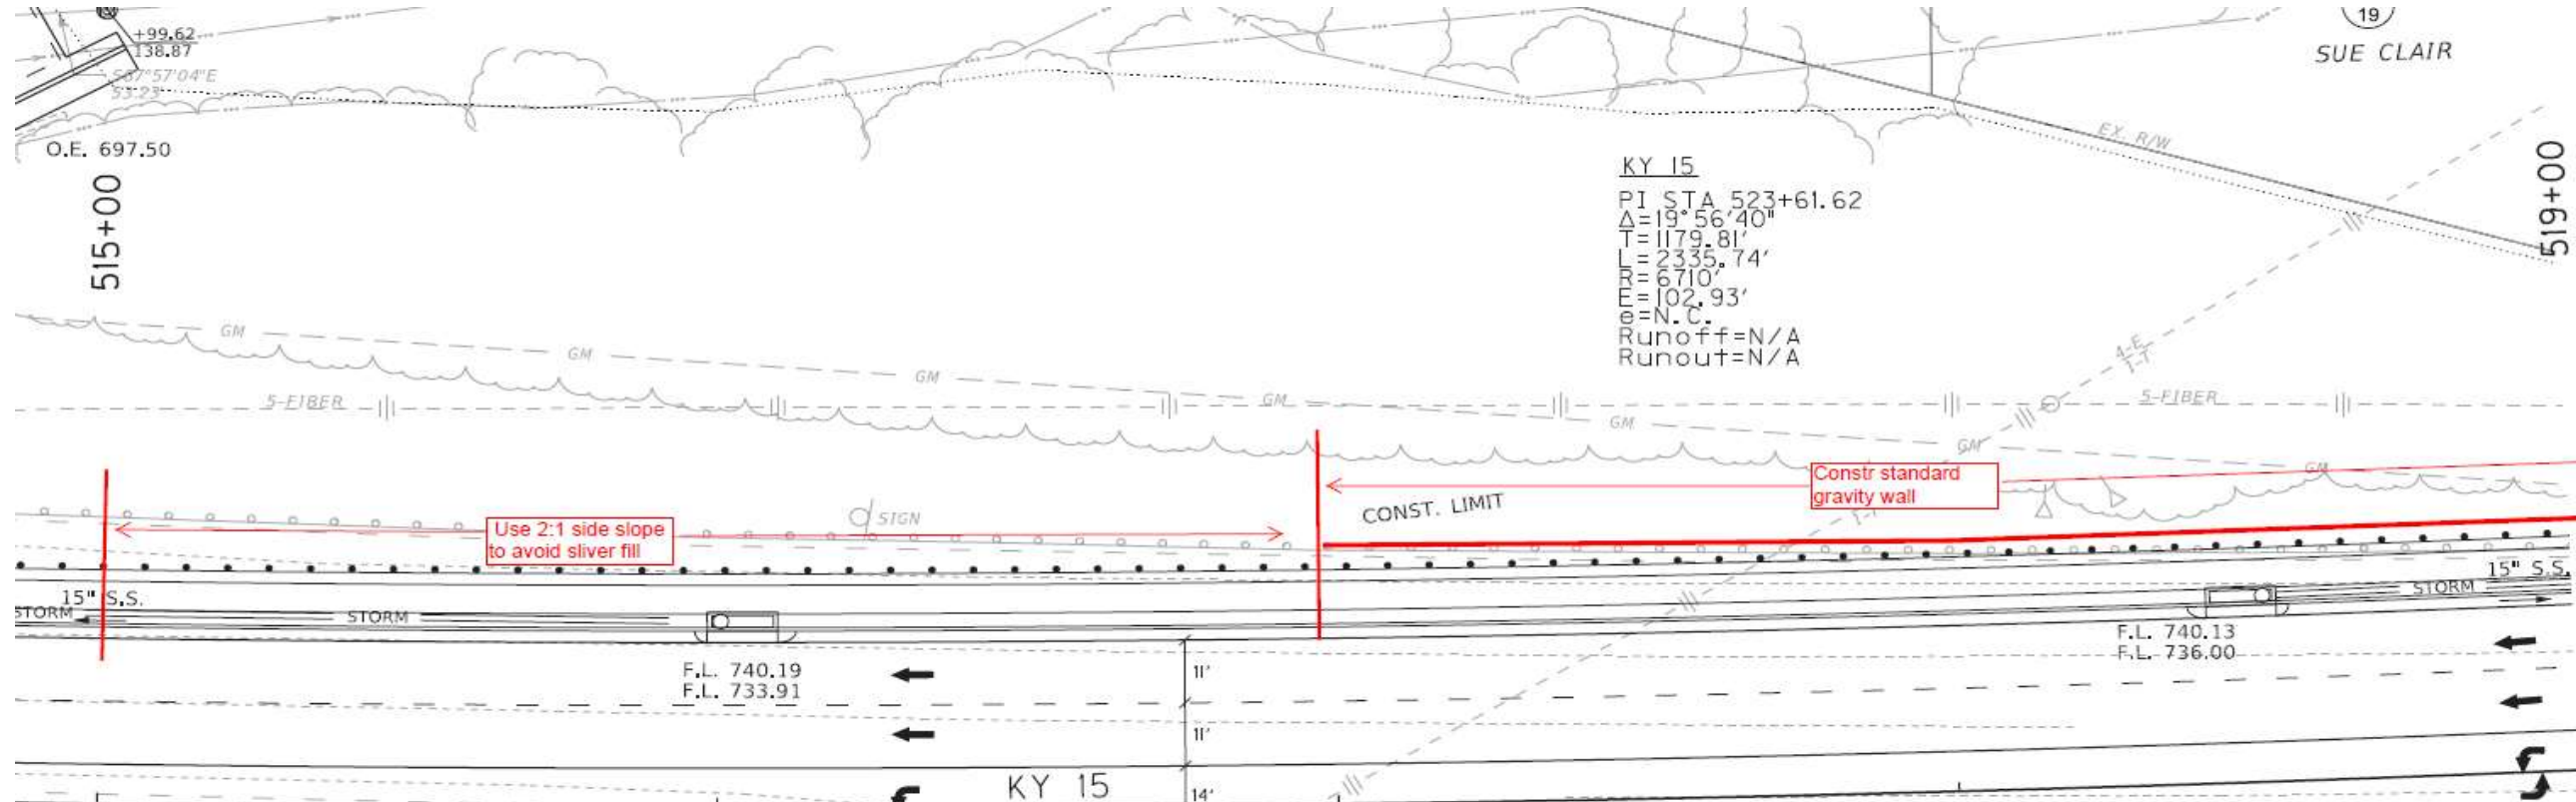 +99.62
138.87
S67°57'04"E
53.23
19
SUE CLAIR
O.E. 697.50
EX. R/W
515+00
519+00
KY 15
PI STA 523+61.62
Δ=19°56'40"
T=1179.81'
L=2335.74'
R=6710'
E=102.93'
e=N.C.
Runoff=N/A
Runout=N/A
GM
GM
GM
GM
GM
GM
GM
4-E
1-T
5-FIBER
5-FIBER
Constr standard
gravity wall
CONST. LIMIT
SIGN
Use 2:1 side slope
to avoid sliver fill
15" S.S.
15" S.S.
STORM
STORM
STORM
F.L. 740.19
F.L. 733.91
F.L. 740.13
F.L. 736.00
11'
11'
KY 15
14'